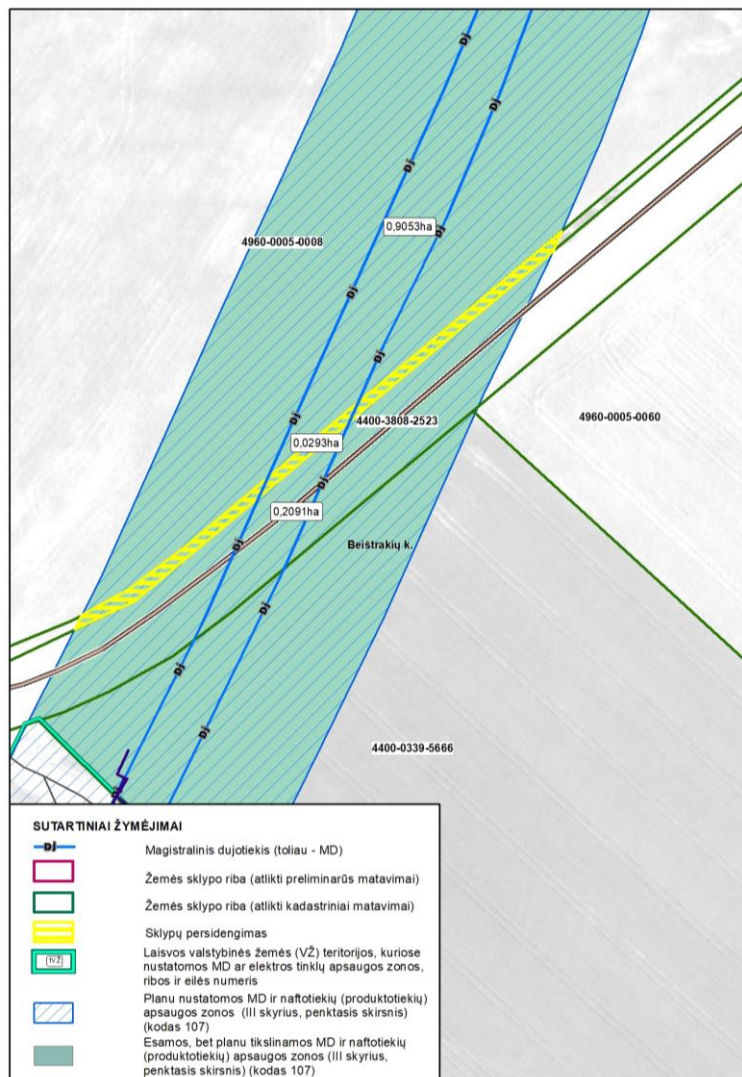 Dj
Dj
Dj
0,9053ha
Dj
4960-0005-0008
Dj
Dj
Dj
4400-3808-2523
4960-0005-0060
0,0293ha
Dj
0,2091ha
Dj
Beištrakių k.
Dj
Dj
Dj
4400-0339-5666
Dj
SUTARTINIAI ŽYMĖJIMAI
Dj
Magistralinis dujotiekis (toliau - MD)
Žemės sklypo riba (atlikti preliminarūs matavimai)
Žemės sklypo riba (atlikti kadastriniai matavimai)
Sklypų persidengimas
Laisvos valstybinės žemės (VŽ) teritorijos, kuriose
nustatomos MD ar elektros tinklų apsaugos zonos,
ribos ir eilės numeris
Planu nustatomos MD ir naftotiekių (produktotiekių)
apsaugos zonos (III skyrius, penktasis skirsnis)
(kodas 107)
Esamos, bet planu tikslinamos MD ir naftotiekių
(produktotiekių) apsaugos zonos (III skyrius,
penktasis skirsnis) (kodas 107)